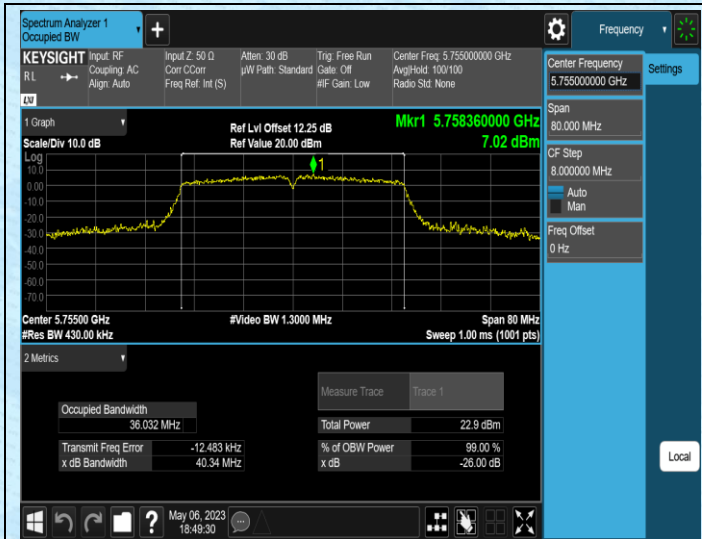 Spectrum Analyzer 1
Occupied BW
+
Frequency
KEYSIGHT
RL
LXI
Input: RF
Coupling: AC
Align: Auto
Input Z: 50 Ω
Corr CCorr
Freq Ref: Int (S)
Atten: 30 dB
µW Path: Standard
Trig: Free Run
Gate: Off
#IF Gain: Low
Center Freq: 5.755000000 GHz
Avg|Hold: 100/100
Radio Std: None
Center Frequency
5.755000000 GHz
Settings
Span
80.000 MHz
CF Step
8.000000 MHz
Auto
Man
Freq Offset
0 Hz
Local
1 Graph
Scale/Div 10.0 dB
Ref Lvl Offset 12.25 dB
Ref Value 20.00 dBm
Mkr1 5.758360000 GHz
7.02 dBm
Log
10.0
0.00
-10.0
-20.0
-30.0
-40.0
-50.0
-60.0
-70.0
1
Center 5.75500 GHz
#Res BW 430.00 kHz
#Video BW 1.3000 MHz
Span 80 MHz
Sweep 1.00 ms (1001 pts)
2 Metrics
Measure Trace Trace 1
Occupied Bandwidth
36.032 MHz
Total Power 22.9 dBm
Transmit Freq Error -12.483 kHz
% of OBW Power 99.00 %
x dB Bandwidth 40.34 MHz
x dB -26.00 dB
?
May 06, 2023
18:49:30